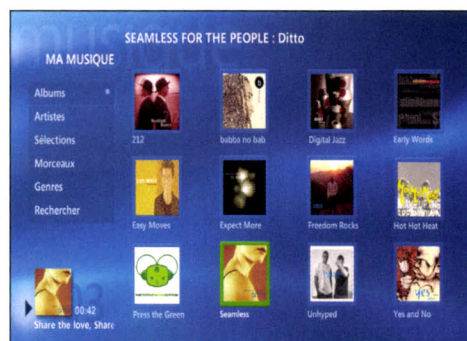 SEAMLESS FOR THE PEOPLE : Ditto
MA MUSIQUE
Albums
Artistes
Sélections
Morceaux
Genres
Rechercher
212
babba no bab
Digital Jazz
Early Words
Easy Moves
Expect More
Freedom Rocks
Hot Hot Heat
Press the Green
Seamless
Unhyped
yes
Yes and No
00:42
Share the love, Share